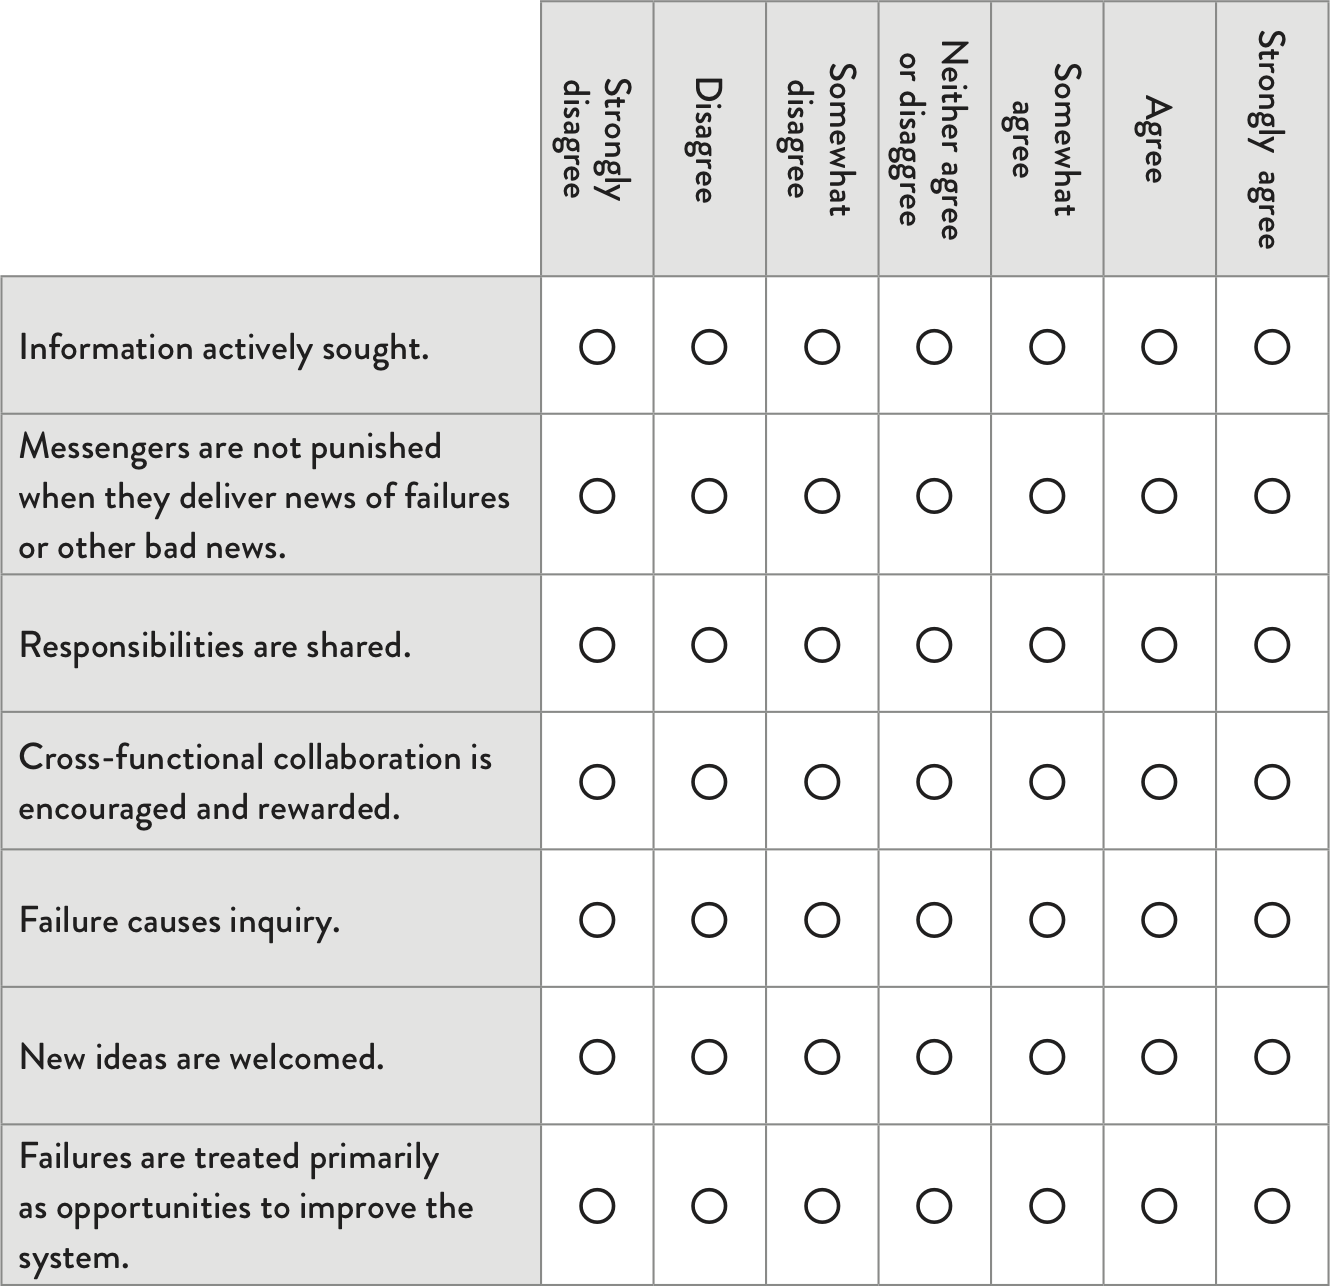 Strongly
disagree
Disagree
Somewhat
disagree
Neither agree
or disaggree
Somewhat
agree
Agree
Strongly agree
Information actively sought.
Messengers are not punished
when they deliver news of failures
or other bad news.
Responsibilities are shared.
Cross-functional collaboration is
encouraged and rewarded.
Failure causes inquiry.
New ideas are welcomed.
Failures are treated primarily
as opportunities to improve the
system.